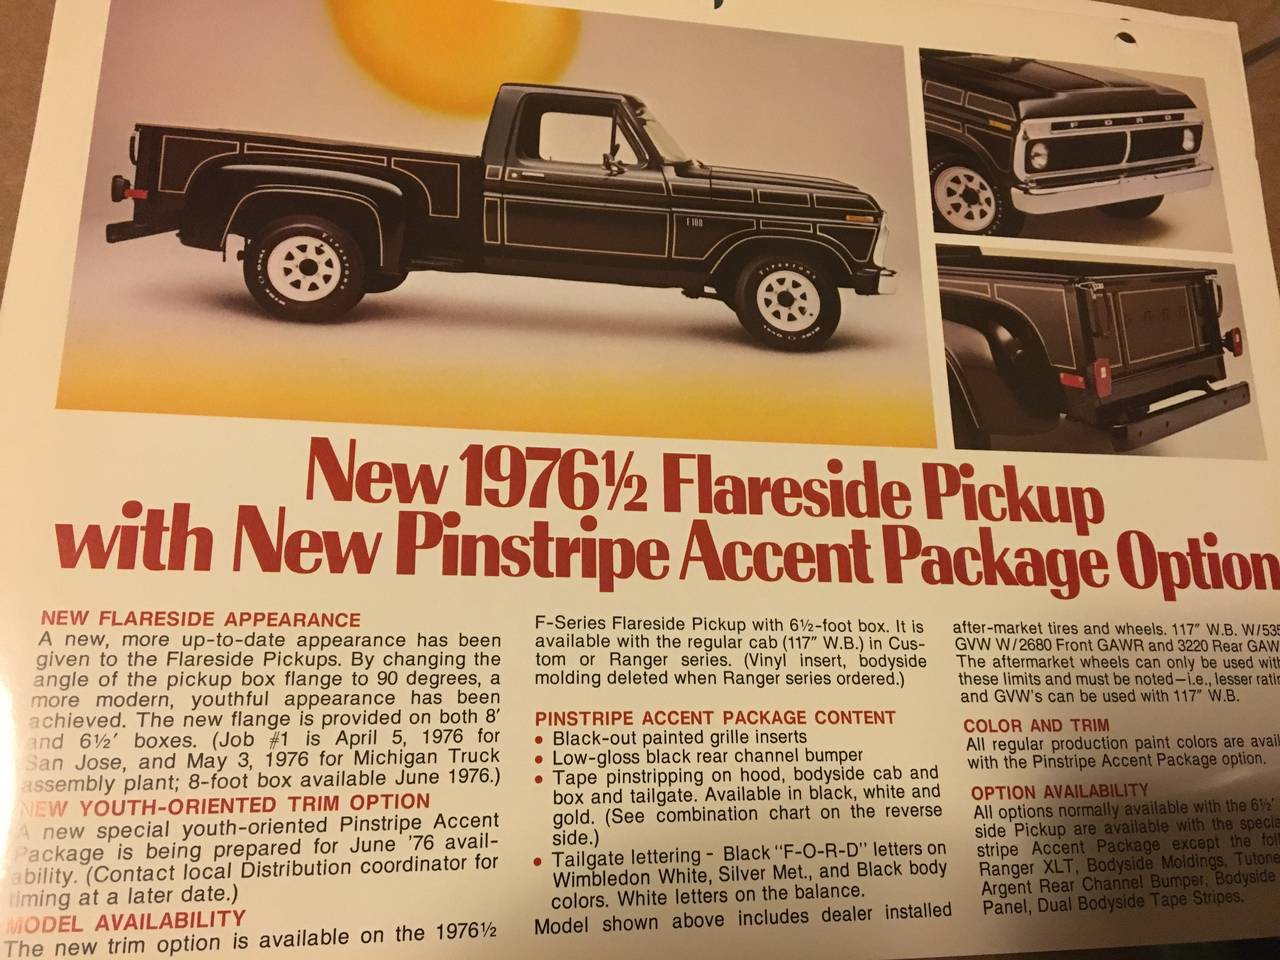 F100
FORD
Firestone
Firestone
New 1976½ Flareside Pickup
with New Pinstripe Accent Package Option
NEW FLARESIDE APPEARANCE
A new, more up-to-date appearance has been
given to the Flareside Pickups. By changing the
angle of the pickup box flange to 90 degrees, a
more modern, youthful appearance has been
achieved. The new flange is provided on both 8′
and 6½′ boxes. (Job #1 is April 5, 1976 for
San Jose, and May 3, 1976 for Michigan Truck
assembly plant; 8-foot box available June 1976.)
NEW YOUTH-ORIENTED TRIM OPTION
A new special youth-oriented Pinstripe Accent
Package is being prepared for June '76 avail-
ability. (Contact local Distribution coordinator for
timing at a later date.)
MODEL AVAILABILITY
The new trim option is available on the 1976½
F-Series Flareside Pickup with 6½-foot box. It is
available with the regular cab (117″ W.B.) in Cus-
tom or Ranger series. (Vinyl insert, bodyside
molding deleted when Ranger series ordered.)
PINSTRIPE ACCENT PACKAGE CONTENT
• Black-out painted grille inserts
• Low-gloss black rear channel bumper
• Tape pinstripping on hood, bodyside cab and
box and tailgate. Available in black, white and
gold. (See combination chart on the reverse
side.)
• Tailgate lettering - Black "F-O-R-D" letters on
Wimbledon White, Silver Met., and Black body
colors. White letters on the balance.
Model shown above includes dealer installed
after-market tires and wheels. 117″ W.B. W/535
GVW W/2680 Front GAWR and 3220 Rear GAW
The aftermarket wheels can only be used with
these limits and must be noted—i.e., lesser ratin
and GVW's can be used with 117″ W.B.
COLOR AND TRIM
All regular production paint colors are avail
with the Pinstripe Accent Package option.
OPTION AVAILABILITY
All options normally available with the 6½′
side Pickup are available with the specia
stripe Accent Package except the foll
Ranger XLT, Bodyside Moldings, Tutone
Argent Rear Channel Bumper, Bodyside
Panel, Dual Bodyside Tape Stripes.